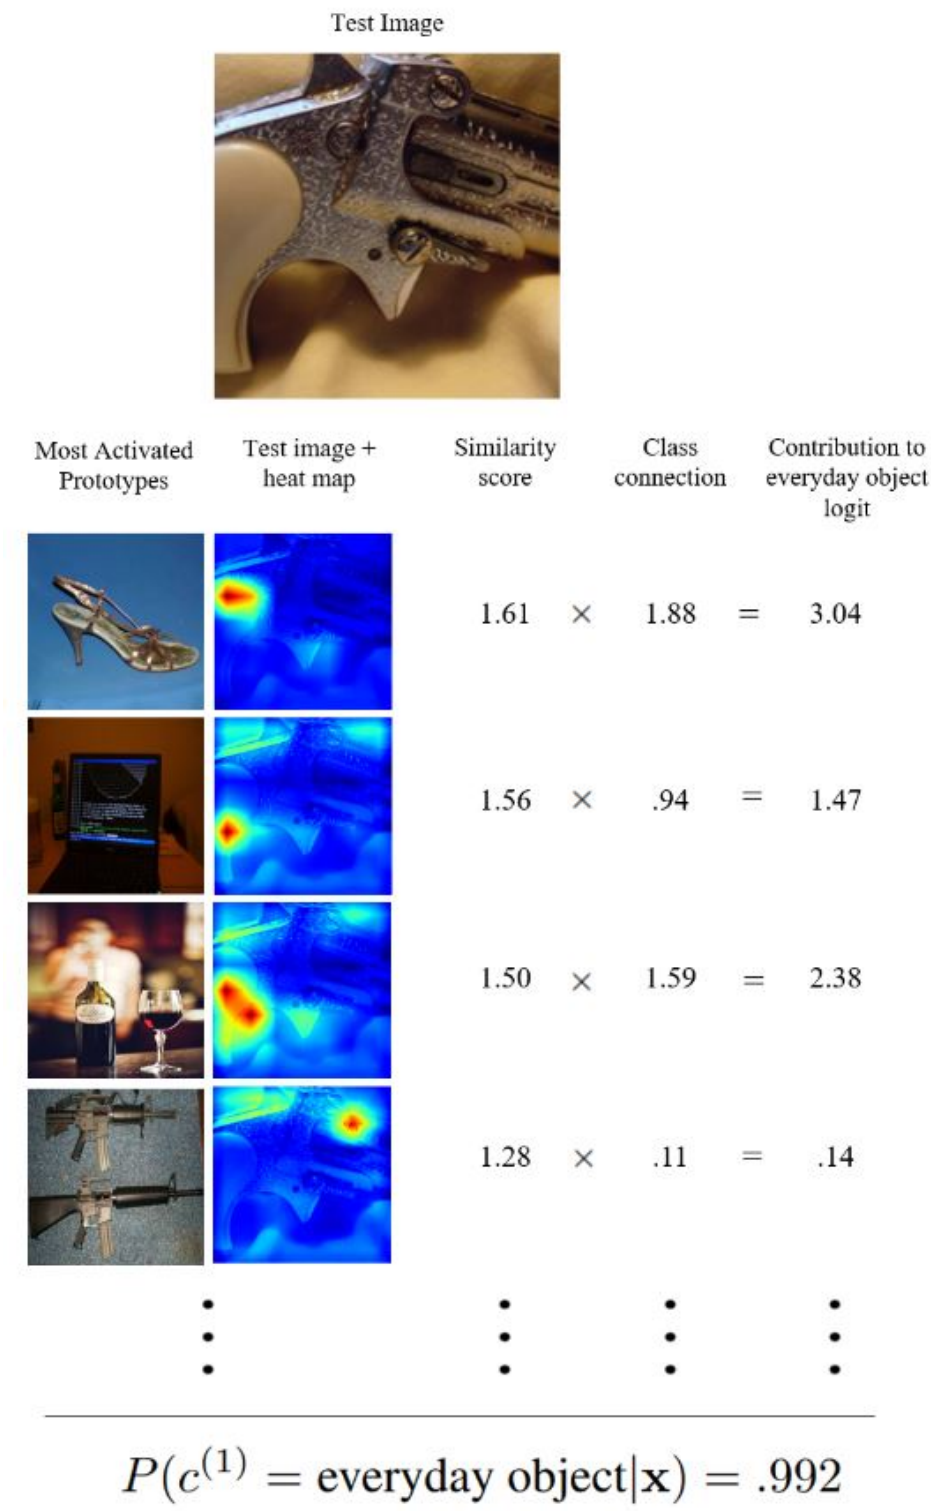 Test Image
Most Activated Prototypes
Test image + heat map
Similarity score
Class connection
Contribution to everyday object logit
1.61 × 1.88 = 3.04
1.56 × .94 = 1.47
1.50 × 1.59 = 2.38
1.28 × .11 = .14
P(c^{(1)} = everyday object|x) = .992